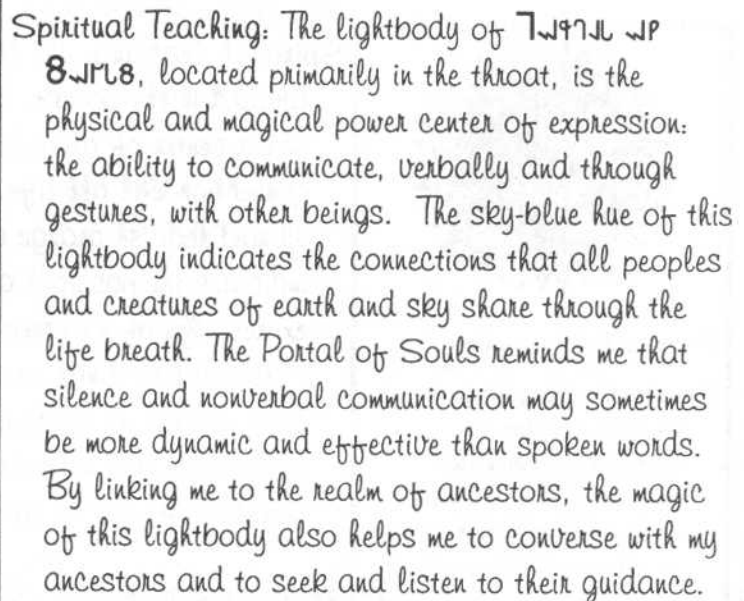 Spiritual Teaching: The lightbody of
located primarily in the throat, is the
physical and magical power center of expression:
the ability to communicate, verbally and through
gestures, with other beings. The sky-blue hue of this
lightbody indicates the connections that all peoples
and creatures of earth and sky share through the
life breath. The Portal of Souls reminds me that
silence and nonverbal communication may sometimes
be more dynamic and effective than spoken words.
By linking me to the realm of ancestors, the magic
of this lightbody also helps me to converse with my
ancestors and to seek and listen to their guidance.